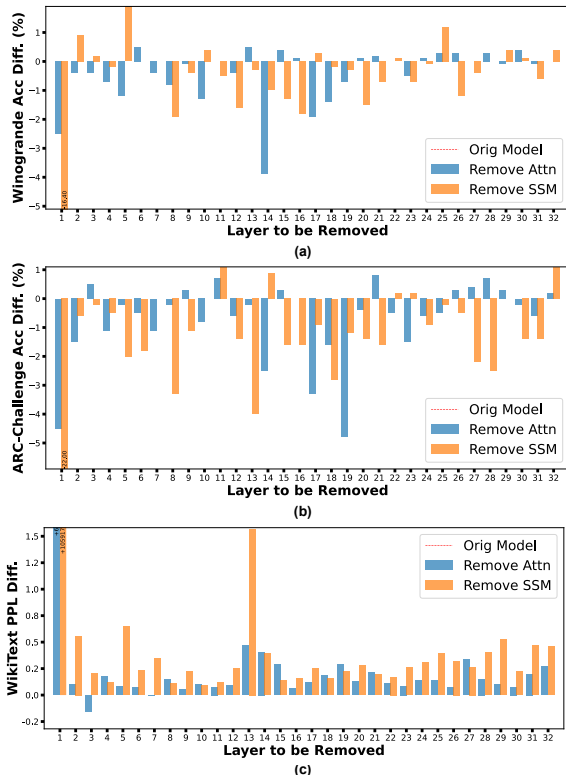 Winogrande Acc Diff. (%)
1
0
−1
−2
−3
−4
−5
-16.40
Orig Model
Remove Attn
Remove SSM
1 2 3 4 5 6 7 8 9 10 11 12 13 14 15 16 17 18 19 20 21 22 23 24 25 26 27 28 29 30 31 32
Layer to be Removed
(a)
ARC-Challenge Acc Diff. (%)
1
0
−1
−2
−3
−4
−5
-22.00
Orig Model
Remove Attn
Remove SSM
1 2 3 4 5 6 7 8 9 10 11 12 13 14 15 16 17 18 19 20 21 22 23 24 25 26 27 28 29 30 31 32
Layer to be Removed
(b)
WikiText PPL Diff.
1.5
1.2
1.0
0.8
0.5
0.2
0.0
−0.2
+105917
Orig Model
Remove Attn
Remove SSM
1 2 3 4 5 6 7 8 9 10 11 12 13 14 15 16 17 18 19 20 21 22 23 24 25 26 27 28 29 30 31 32
Layer to be Removed
(c)